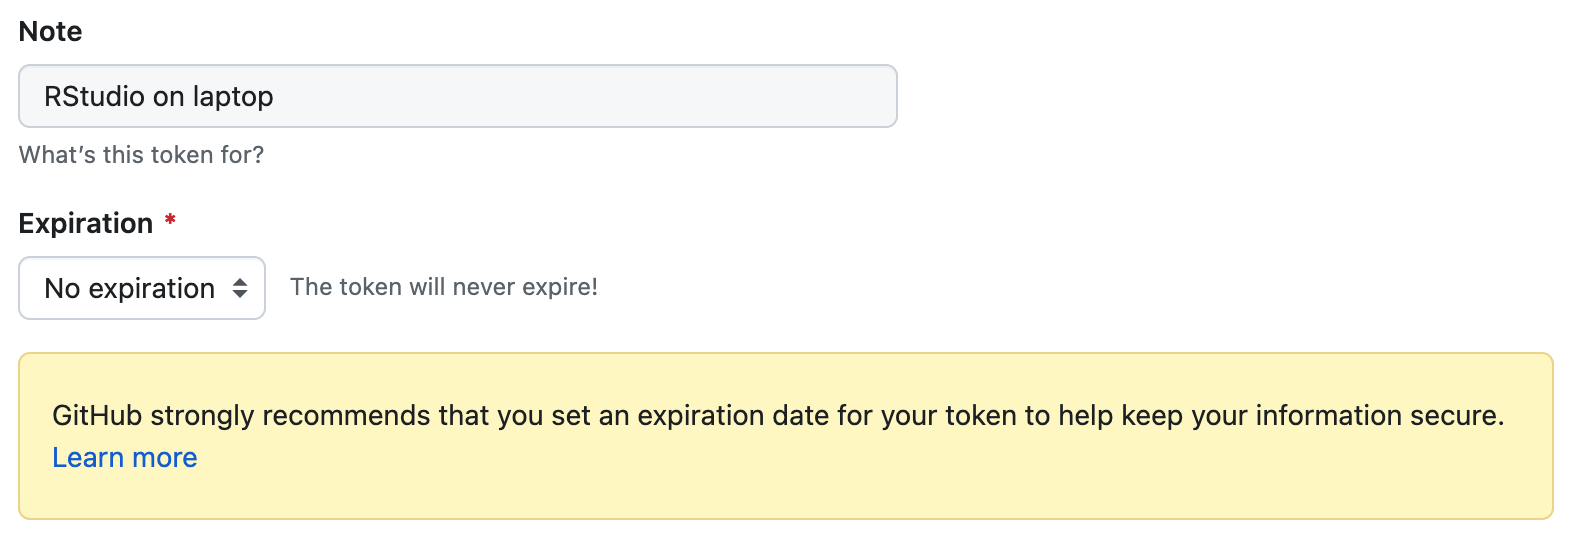 Note
RStudio on laptop
What's this token for?
Expiration *
No expiration The token will never expire!
GitHub strongly recommends that you set an expiration date for your token to help keep your information secure.
Learn more